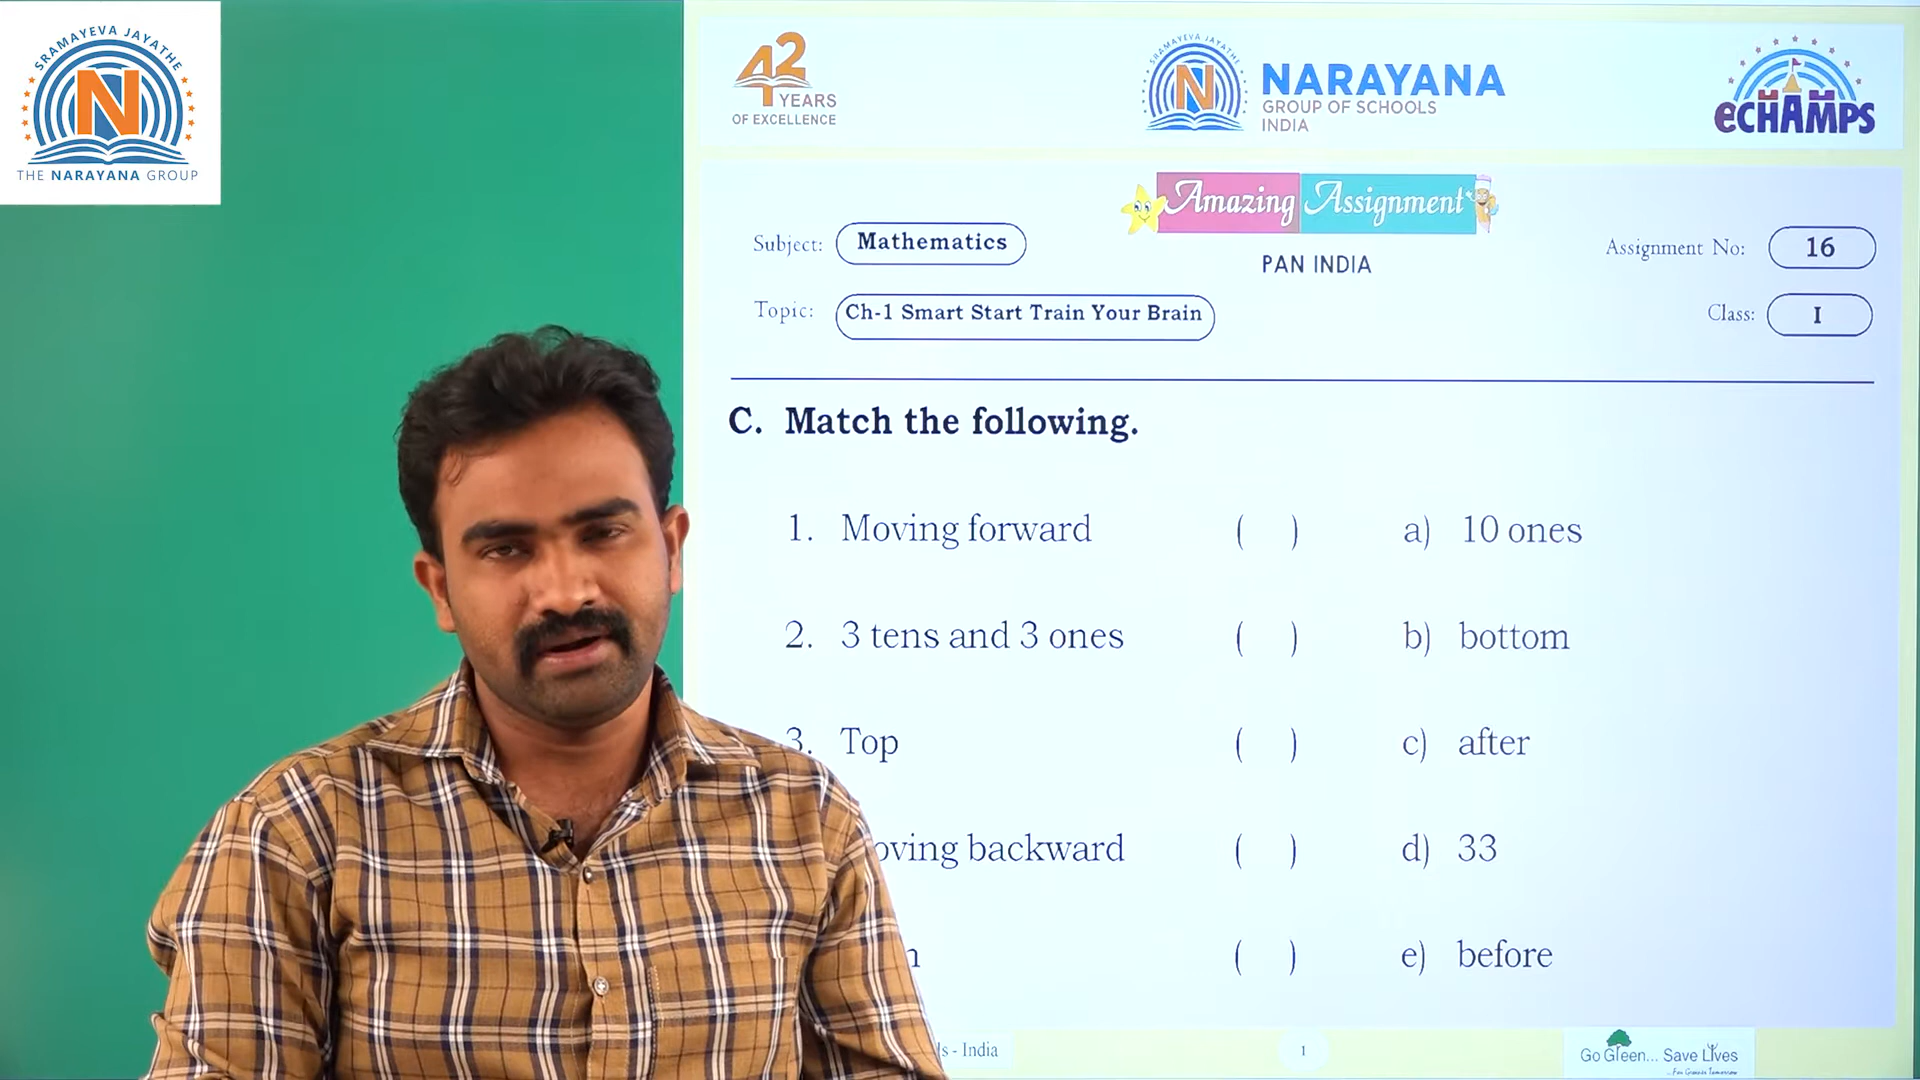 SRAMAYEVA JAYATHE
N
THE NARAYANA GROUP
42
YEARS
OF EXCELLENCE
SRAMAYEVA JAYATHE
N
NARAYANA
GROUP OF SCHOOLS
INDIA
eCHAMPS
Amazing Assignment
PAN INDIA
Subject: Mathematics
Assignment No: 16
Topic: Ch-1 Smart Start Train Your Brain
Class: I
C. Match the following.
1. Moving forward ( ) a) 10 ones
2. 3 tens and 3 ones ( ) b) bottom
3. Top ( ) c) after
oving backward ( ) d) 33
( ) e) before
- India
1
Go Green... Save Lives